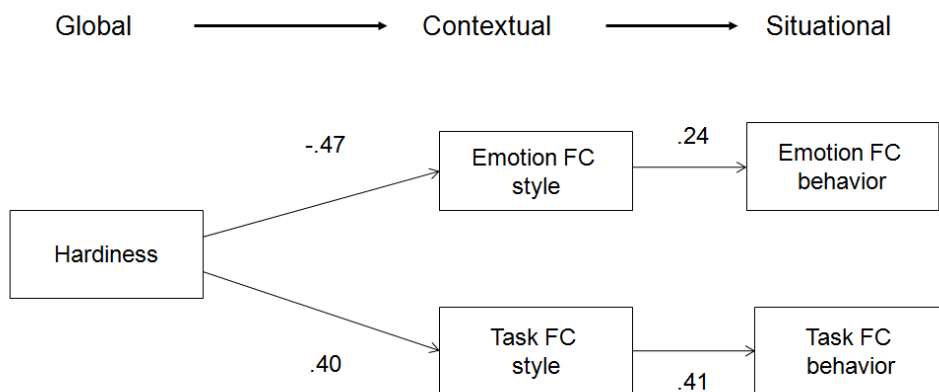 Global
Contextual
Situational
-.47
.24
Emotion FC
style
Emotion FC
behavior
Hardiness
Task FC
style
Task FC
behavior
.40
.41